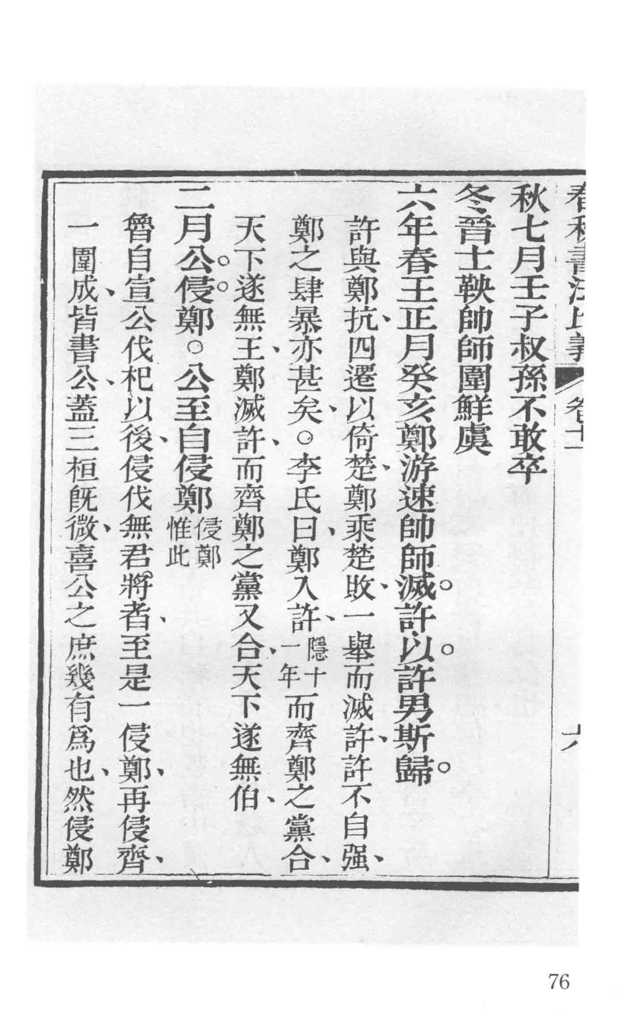 春秋書法比義 卷十一 六
秋七月壬子叔孫不敢卒
冬晉士鞅帥師圍鮮虞
六年春王正月癸亥鄭游速帥師滅許以許男斯歸
許與鄭抗四遷以倚楚鄭乘楚敗一舉而滅許許不自强
鄭之肆暴亦甚矣。李氏曰鄭入許隱十一年而齊鄭之黨合
天下遂無王鄭滅許而齊鄭之黨又合天下遂無伯
二月公侵鄭。公至自侵鄭侵鄭惟此
魯自宣公伐杞以後侵伐無君將者至是一侵鄭再侵齊
一圍成皆書公蓋三桓旣微喜公之庶幾有爲也然侵鄭
76